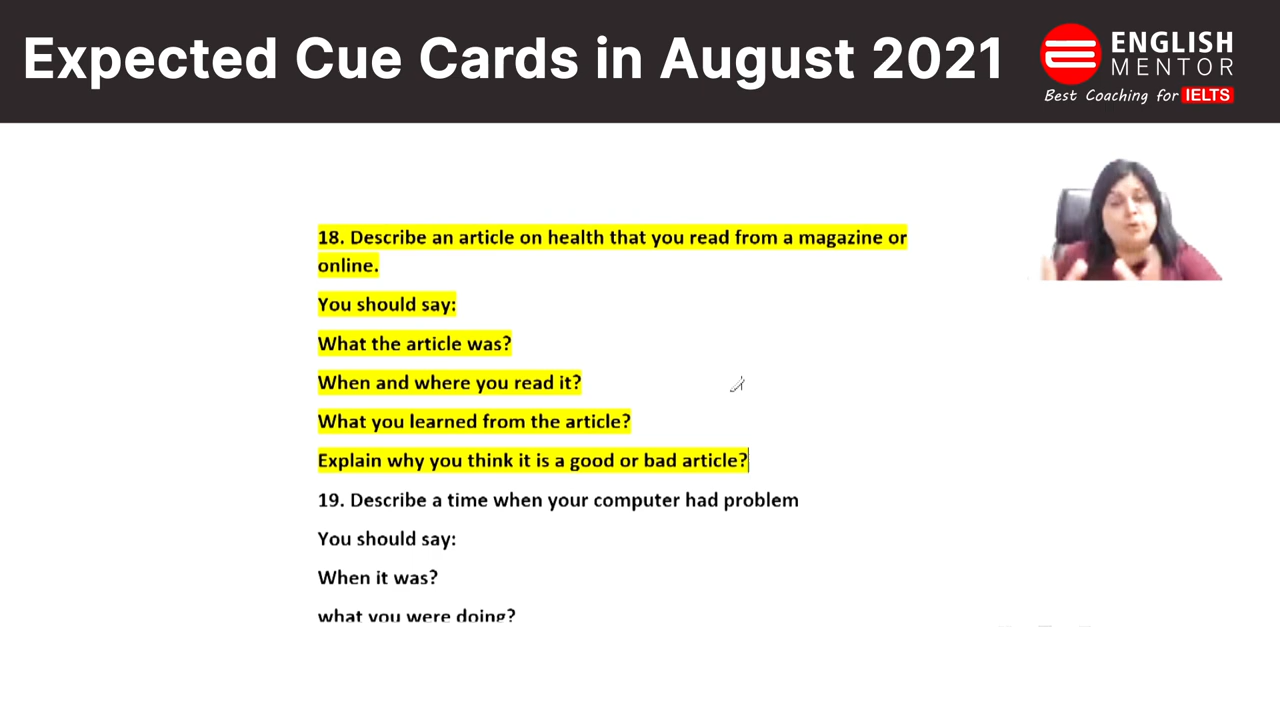 Expected Cue Cards in August 2021
ENGLISH
MENTOR
Best Coaching for IELTS
18. Describe an article on health that you read from a magazine or
online.
You should say:
What the article was?
When and where you read it?
What you learned from the article?
Explain why you think it is a good or bad article?
19. Describe a time when your computer had problem
You should say:
When it was?
what you were doing?